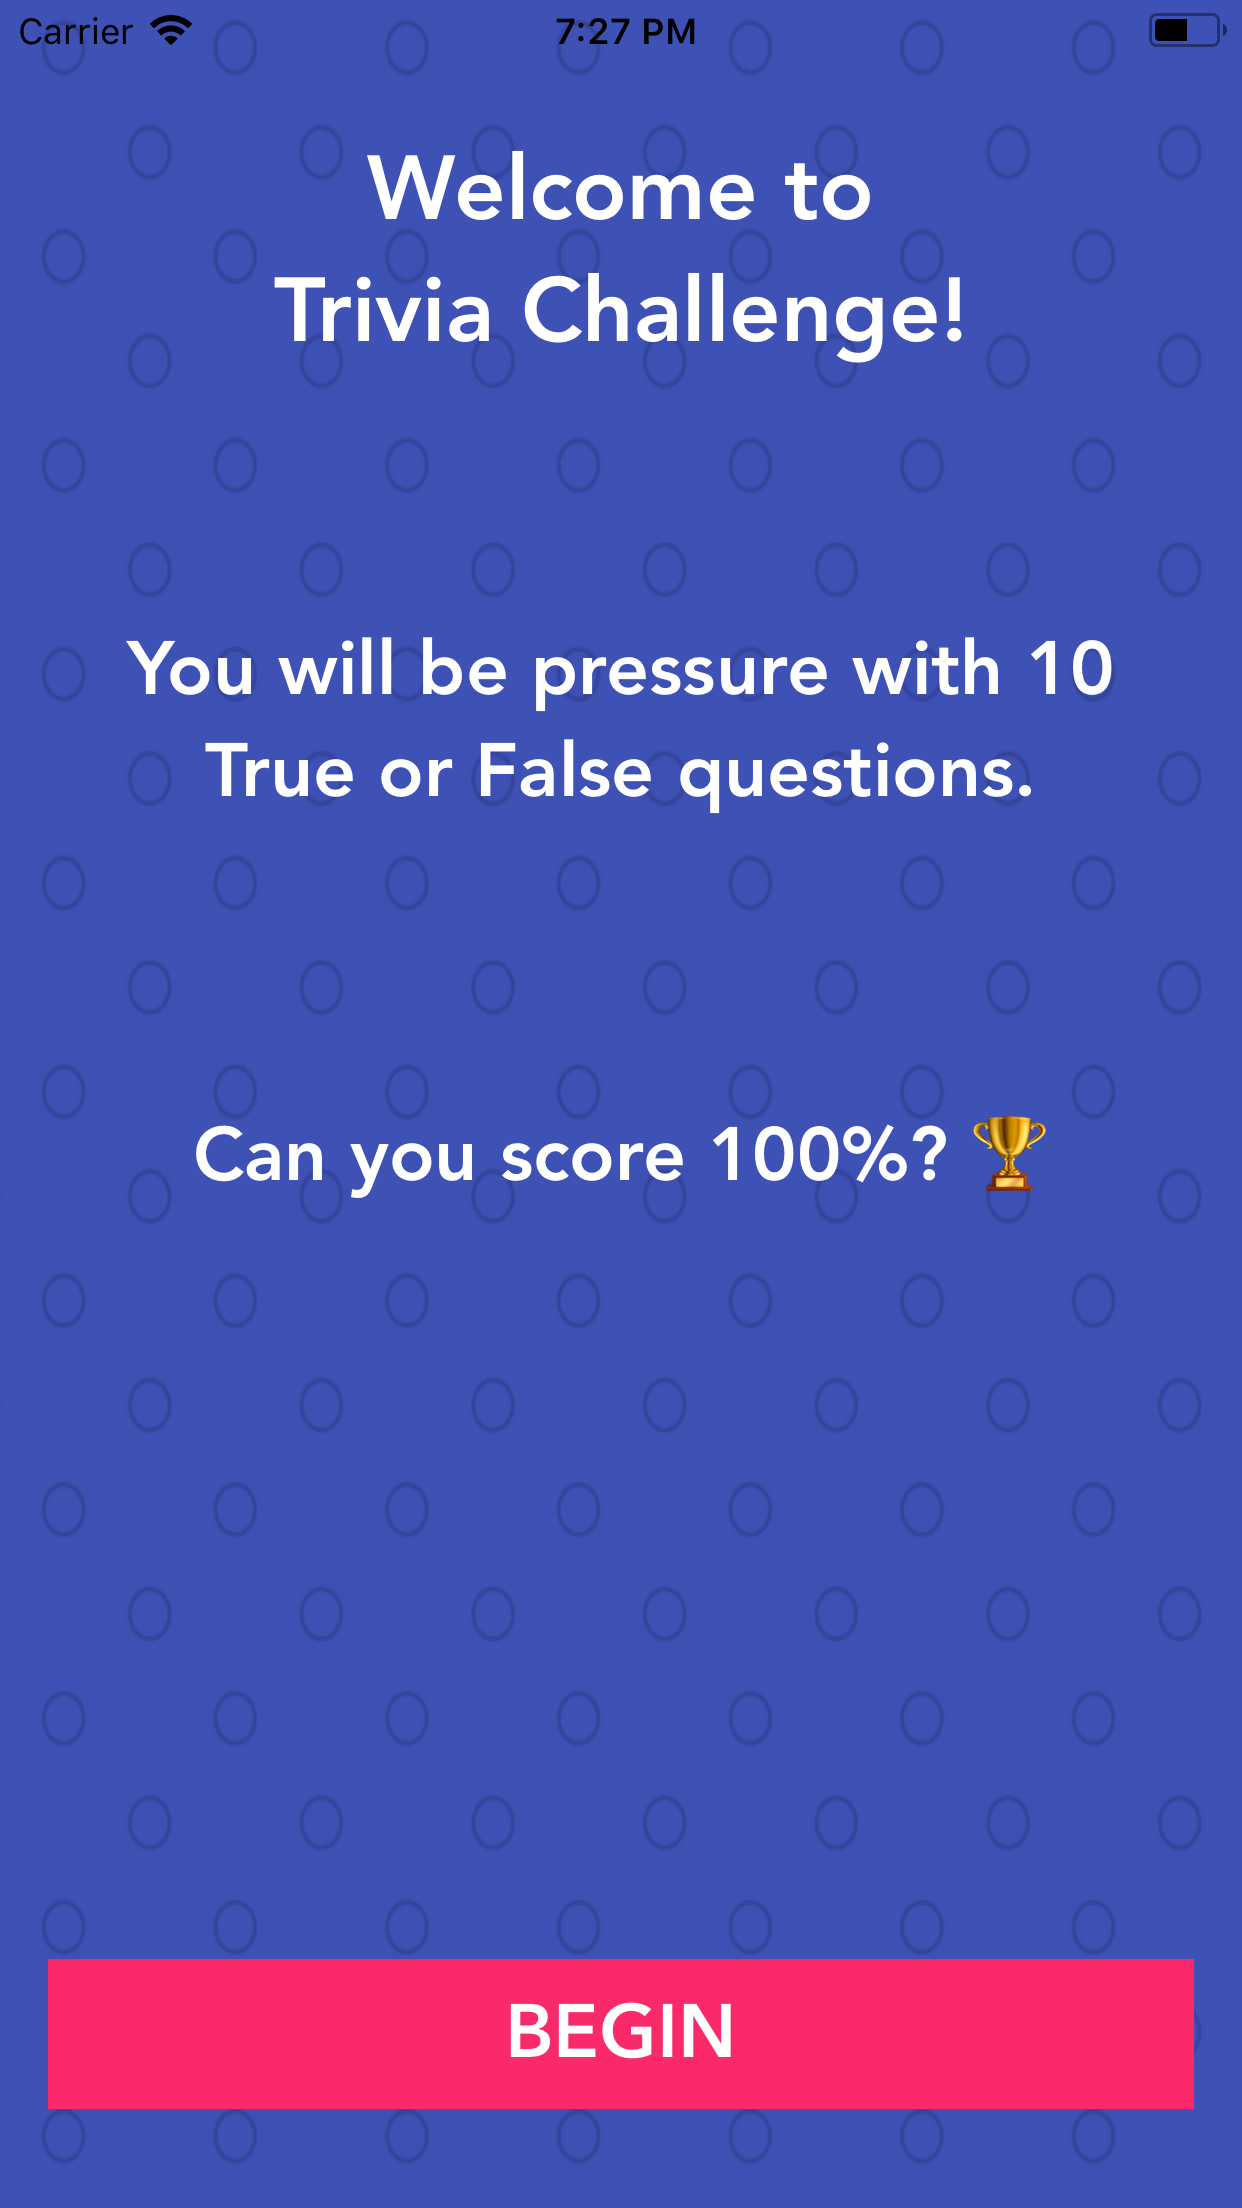 Carrier 7:27 PM
Welcome to
Trivia Challenge!
You will be pressure with 10
True or False questions.
Can you score 100%? 🏆
BEGIN